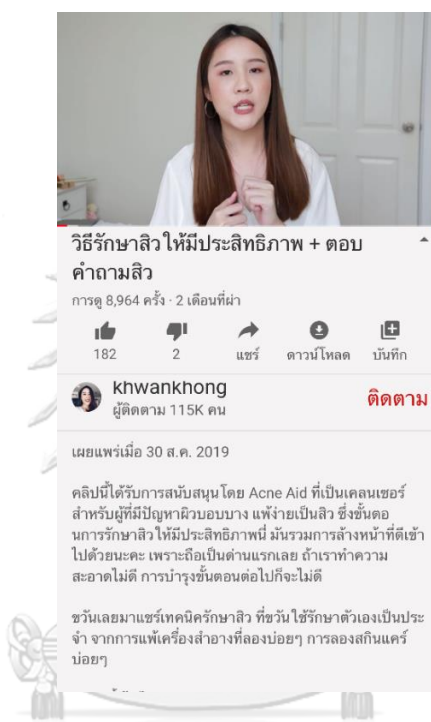 วิธีรักษาสิวให้มีประสิทธิภาพ + ตอบ
คำถามสิว
การดู 8,964 ครั้ง · 2 เดือนที่ผ่า
182
2
แชร์
ดาวน์โหลด
บันทึก
khwankhong
ผู้ติดตาม 115K คน
ติดตาม
เผยแพร่เมื่อ 30 ส.ค. 2019
คลิปนี้ได้รับการสนับสนุนโดย Acne Aid ที่เป็นเคลนเซอร์
สำหรับผู้ที่มีปัญหาผิวบอบบาง แพ้ง่ายเป็นสิว ซึ่งขั้นตอ
นการรักษาสิวให้มีประสิทธิภาพนี่ มันรวมการล้างหน้าที่ดีเข้า
ไปด้วยนะคะ เพราะถือเป็นด่านแรกเลย ถ้าเราทำความ
สะอาดไม่ดี การบำรุงขั้นตอนต่อไปก็จะไม่ดี
ขวันเลยมาแชร์เทคนิครักษาสิว ที่ขวันใช้รักษาตัวเองเป็นประ
จำ จากการแพ้เครื่องสำอางที่ลองบ่อยๆ การลองสกินแคร์
บ่อยๆ